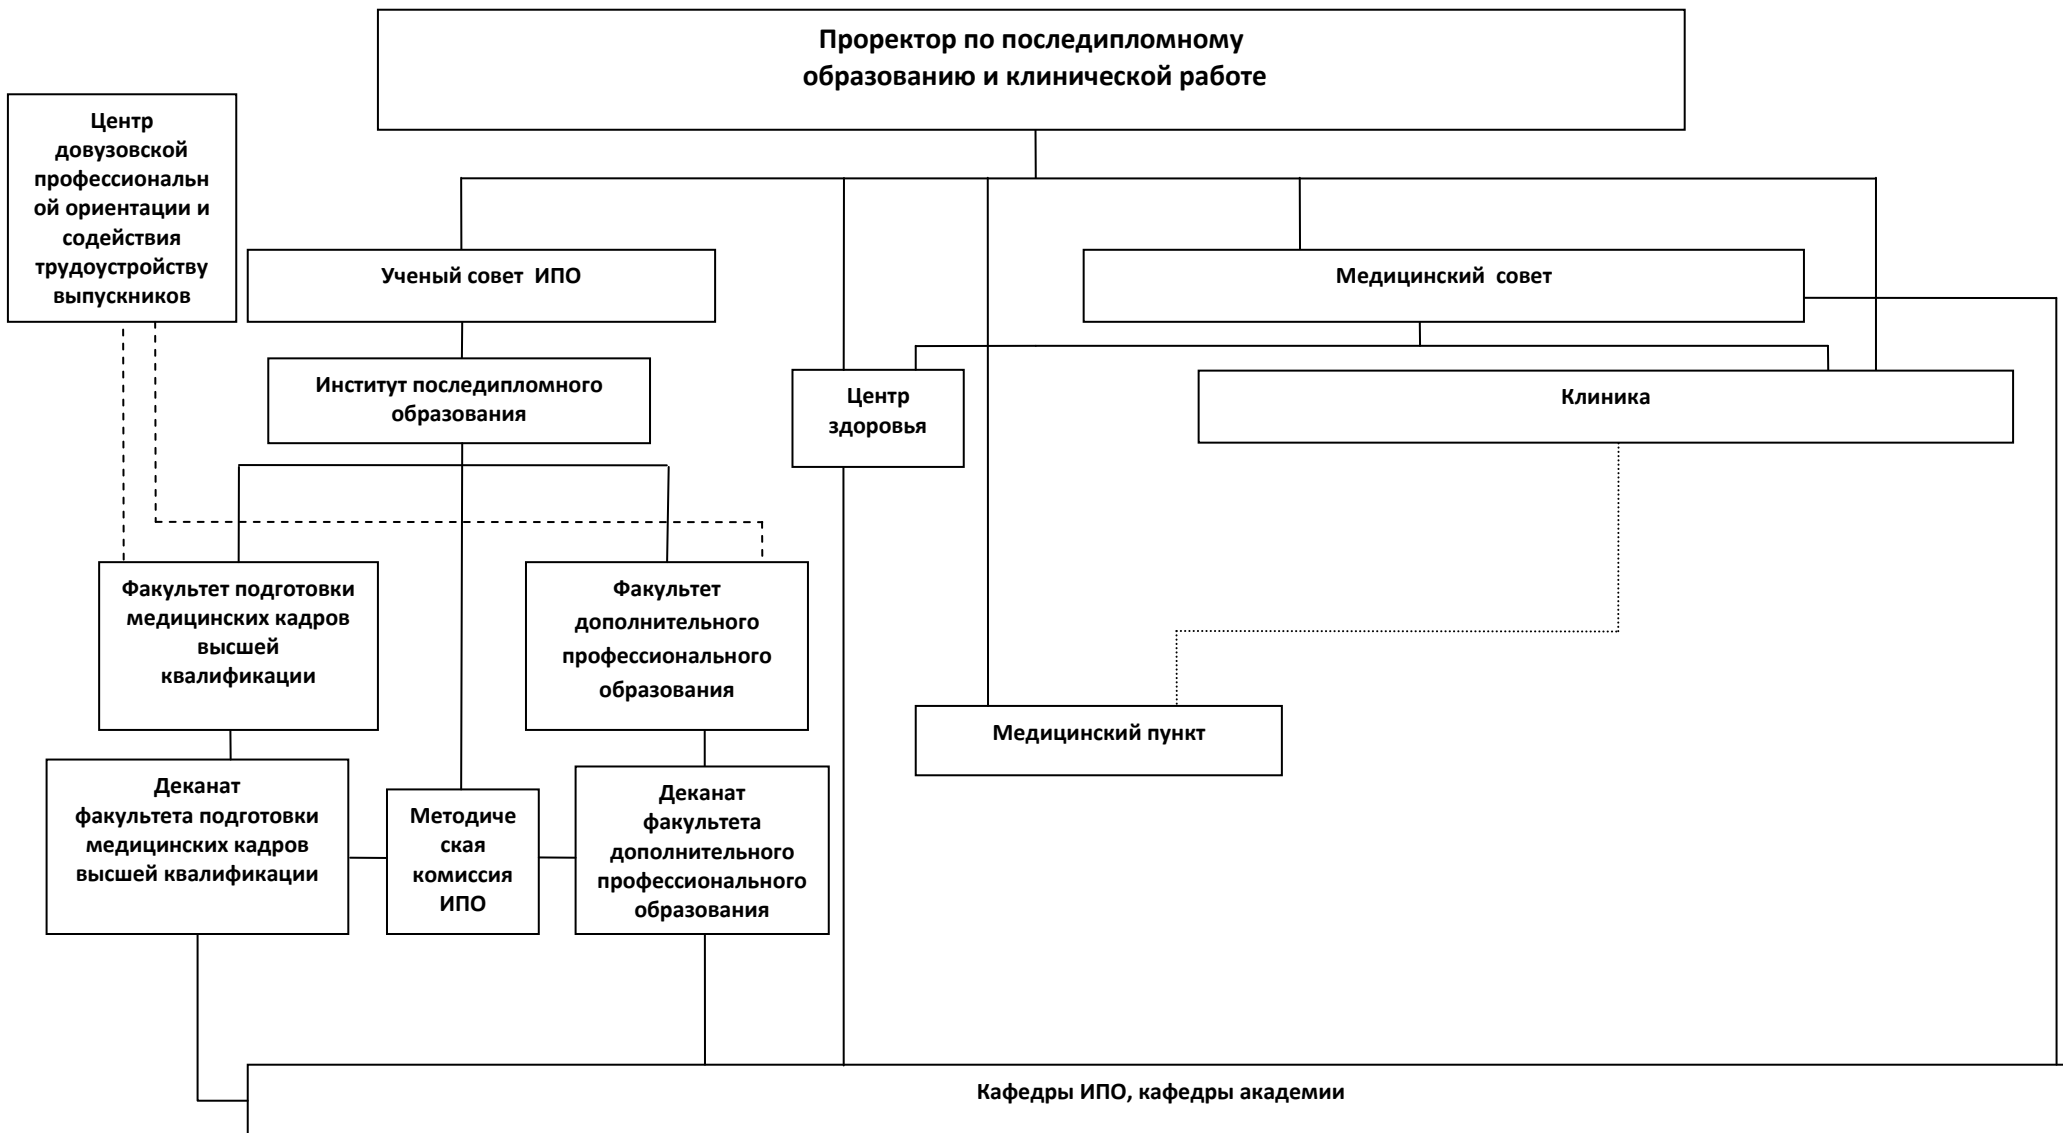 Проректор по последипломному
образованию и клинической работе
Центр
довузовской
профессиональн
ой ориентации и
содействия
трудоустройству
выпускников
Ученый совет ИПО
Медицинский совет
Институт последипломного
образования
Центр
здоровья
Клиника
Факультет подготовки
медицинских кадров
высшей
квалификации
Факультет
дополнительного
профессионального
образования
Медицинский пункт
Деканат
факультета подготовки
медицинских кадров
высшей квалификации
Методиче
ская
комиссия
ИПО
Деканат
факультета
дополнительного
профессионального
образования
Кафедры ИПО, кафедры академии